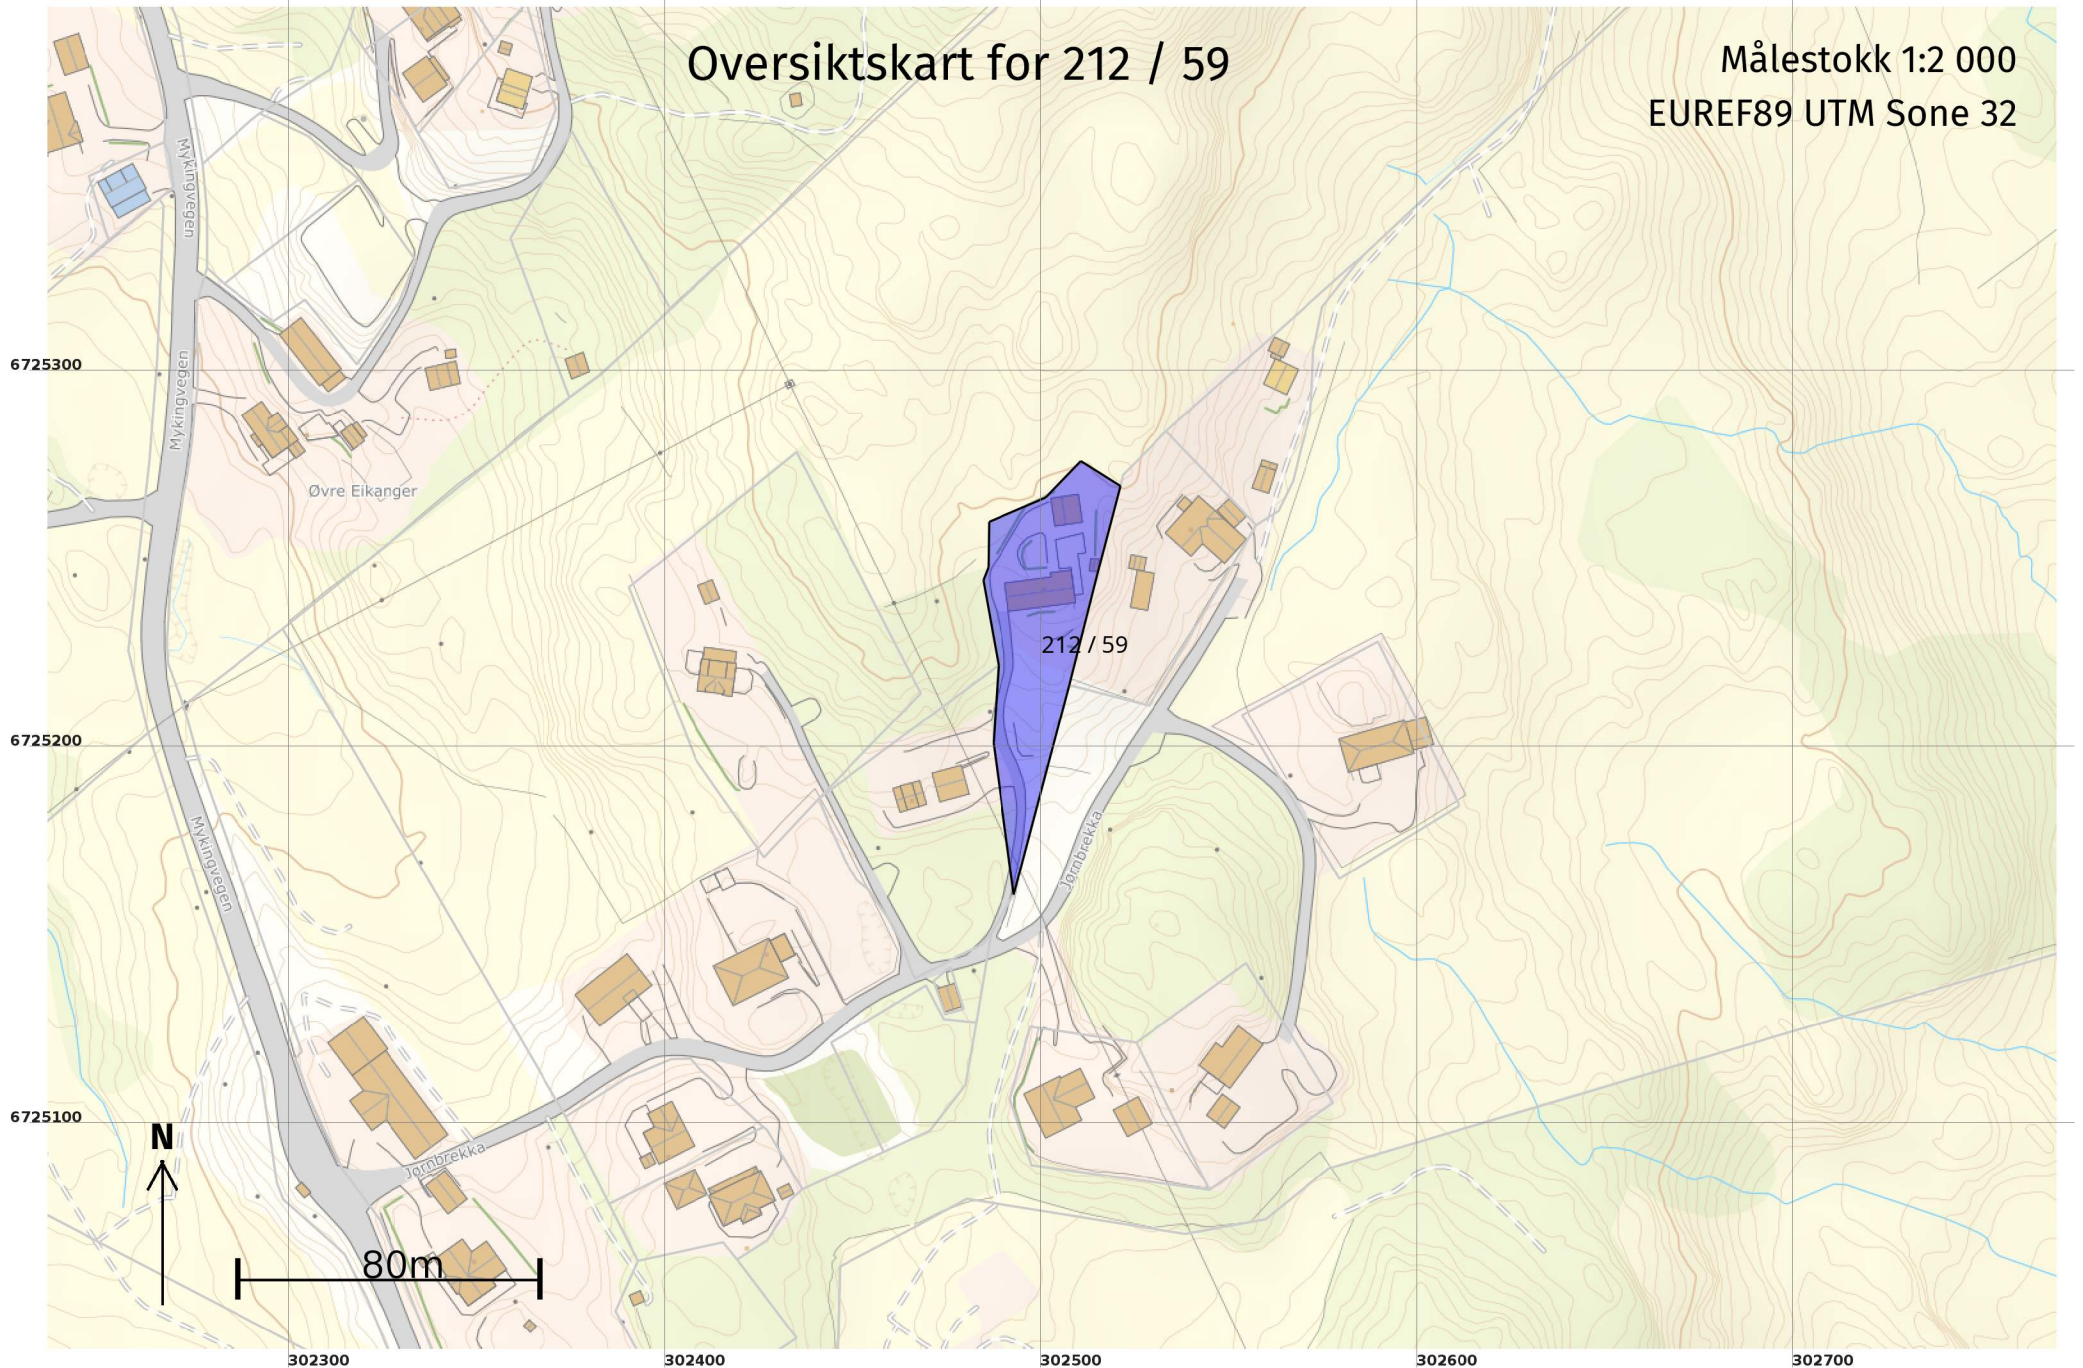 Oversiktskart for 212 / 59
Målestokk 1:2 000
EUREF89 UTM Sone 32
Mykingvegen
6725300
Mykingvegen
Øvre Eikanger
212 / 59
6725200
Mykingvegen
Jørnbrekka
6725100
N
Jørnbrekka
80m
302300
302400
302500
302600
302700